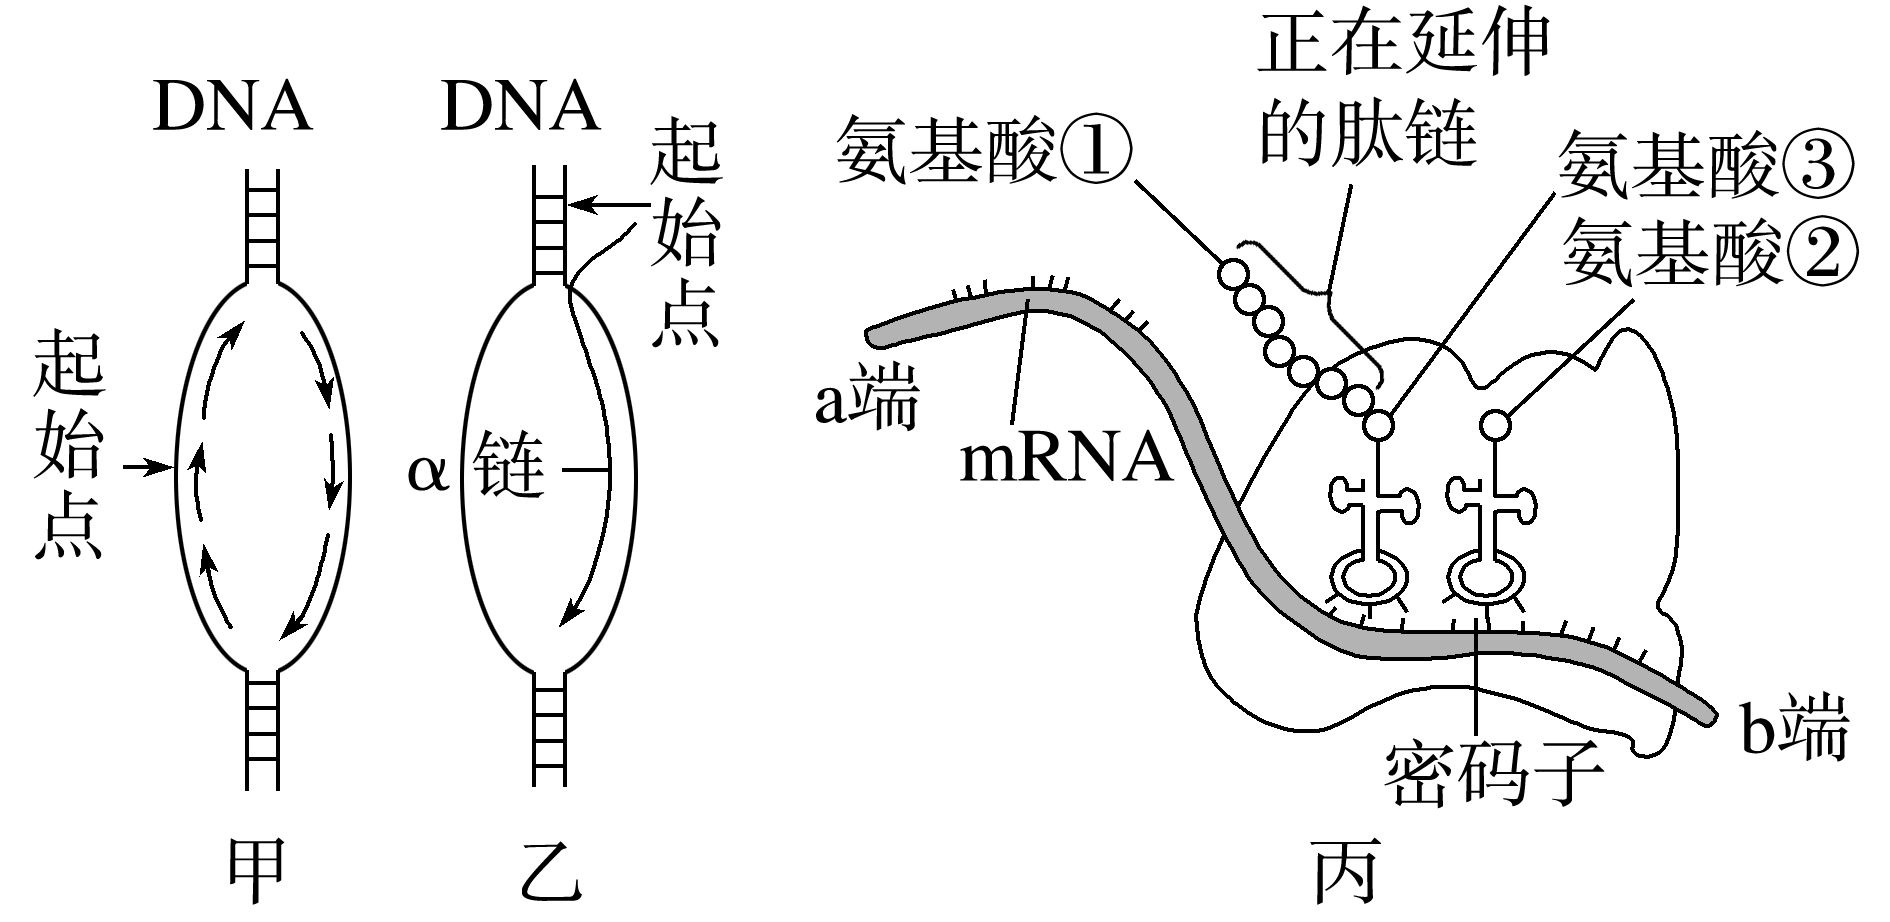 DNA
起始点
甲
DNA
起始点
α链
乙
氨基酸①
正在延伸
的肽链
氨基酸③
氨基酸②
a端
mRNA
密码子
b端
丙